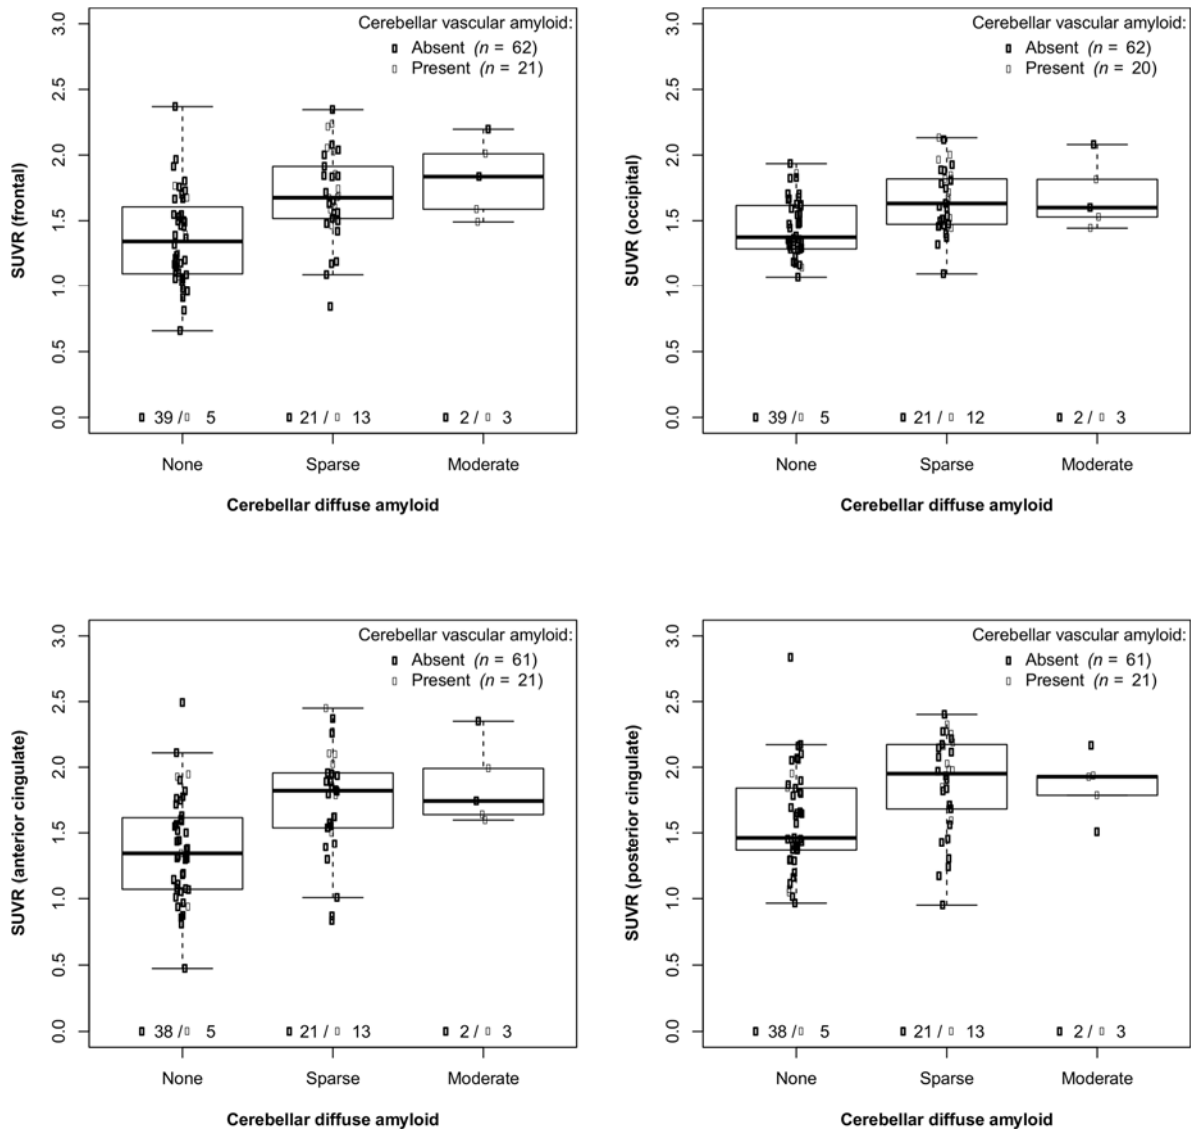 Cerebellar vascular amyloid:
Absent (n = 62)
Present (n = 21)
SUVR (frontal)
3.0
2.5
2.0
1.5
1.0
0.5
0.0
39 / 5
21 / 13
2 / 3
None
Sparse
Moderate
Cerebellar diffuse amyloid
Cerebellar vascular amyloid:
Absent (n = 62)
Present (n = 20)
SUVR (occipital)
3.0
2.5
2.0
1.5
1.0
0.5
0.0
39 / 5
21 / 12
2 / 3
None
Sparse
Moderate
Cerebellar diffuse amyloid
Cerebellar vascular amyloid:
Absent (n = 61)
Present (n = 21)
SUVR (anterior cingulate)
3.0
2.5
2.0
1.5
1.0
0.5
0.0
38 / 5
21 / 13
2 / 3
None
Sparse
Moderate
Cerebellar diffuse amyloid
Cerebellar vascular amyloid:
Absent (n = 61)
Present (n = 21)
SUVR (posterior cingulate)
3.0
2.5
2.0
1.5
1.0
0.5
0.0
38 / 5
21 / 13
2 / 3
None
Sparse
Moderate
Cerebellar diffuse amyloid